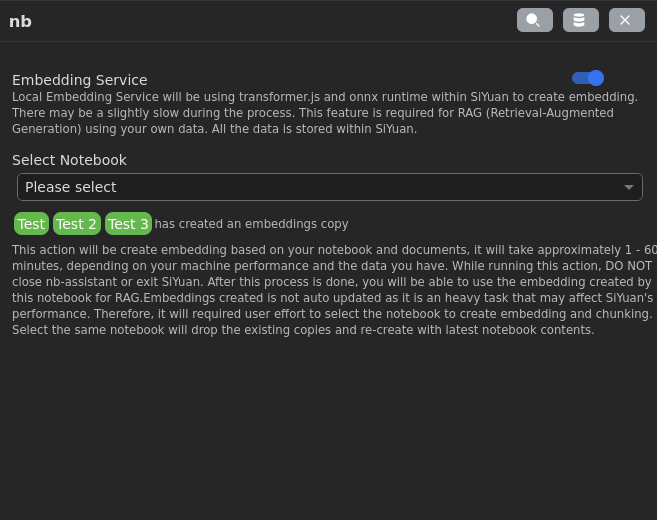 nb
Embedding Service
Local Embedding Service will be using transformer.js and onnx runtime within SiYuan to create embedding.
There may be a slightly slow during the process. This feature is required for RAG (Retrieval-Augmented
Generation) using your own data. All the data is stored within SiYuan.
Select Notebook
Please select
Test Test 2 Test 3 has created an embeddings copy
This action will be create embedding based on your notebook and documents, it will take approximately 1 - 60
minutes, depending on your machine performance and the data you have. While running this action, DO NOT
close nb-assistant or exit SiYuan. After this process is done, you will be able to use the embedding created by
this notebook for RAG.Embeddings created is not auto updated as it is an heavy task that may affect SiYuan's
performance. Therefore, it will required user effort to select the notebook to create embedding and chunking.
Select the same notebook will drop the existing copies and re-create with latest notebook contents.